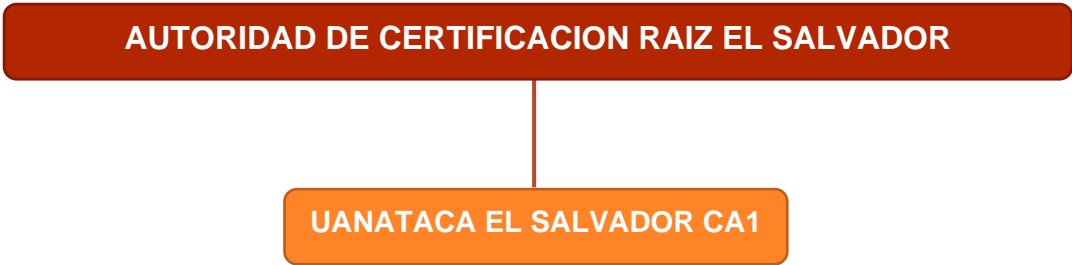 AUTORIDAD DE CERTIFICACION RAIZ EL SALVADOR
UANATACA EL SALVADOR CA1